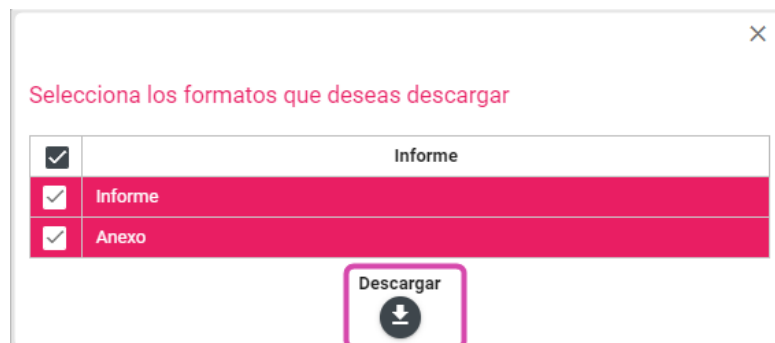 Selecciona los formatos que deseas descargar
Informe
Informe
Anexo
Descargar